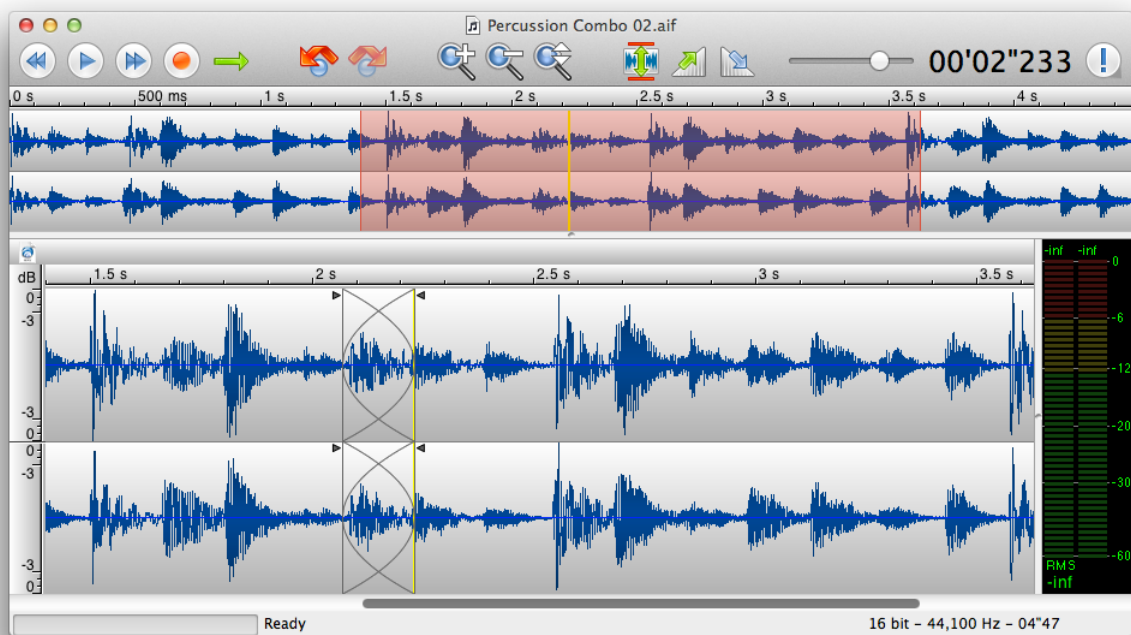 Percussion Combo 02.aif
00'02"233
0 s 500 ms 1 s 1.5 s 2 s 2.5 s 3 s 3.5 s 4 s
1.5 s 2 s 2.5 s 3 s 3.5 s
dB
0
-3
-3
0
0
-3
-3
0
-inf -inf
0
-6
-12
-20
-30
-60
RMS
-inf
Ready
16 bit - 44,100 Hz - 04"47